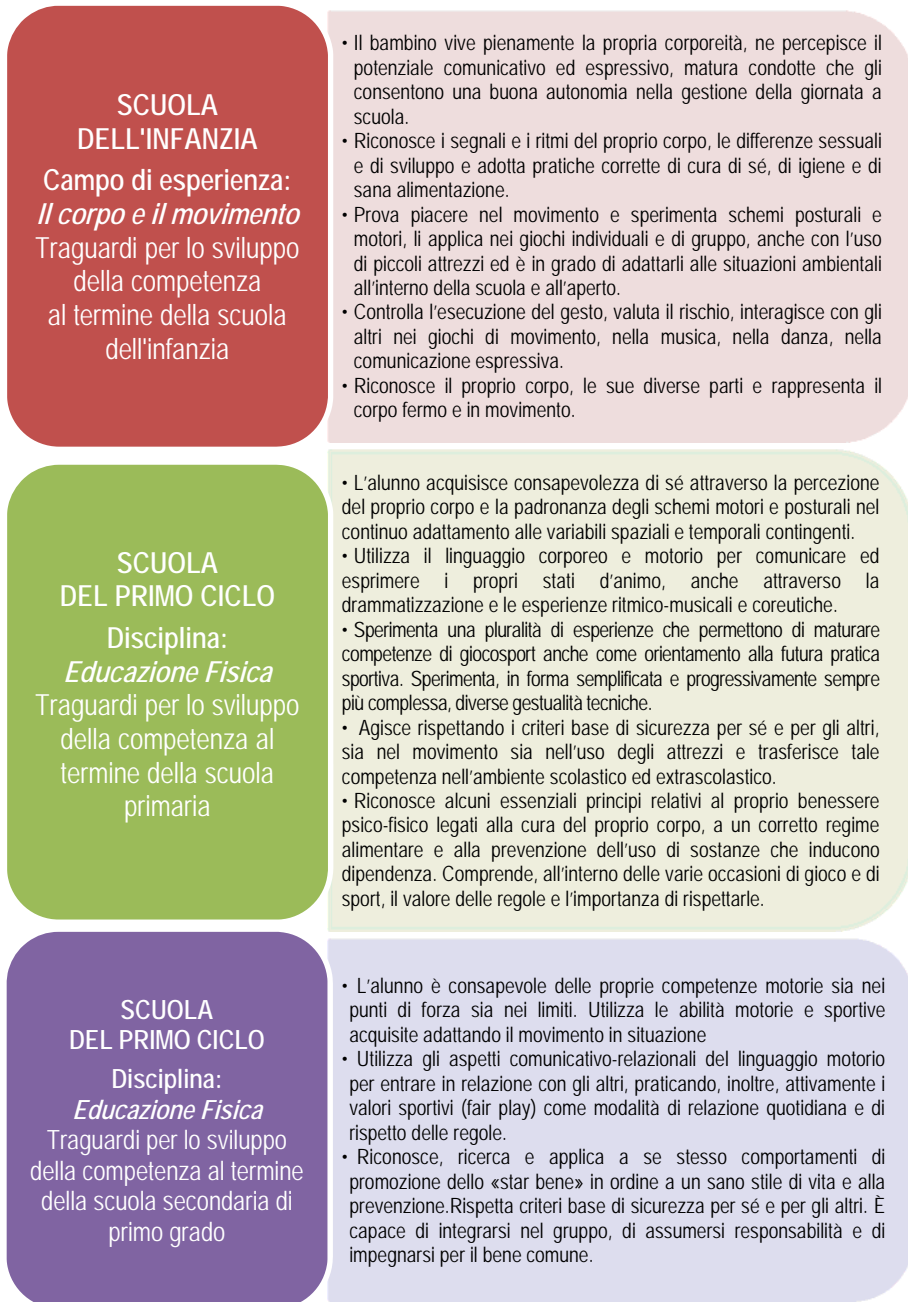 SCUOLA
DELL'INFANZIA
Campo di esperienza:
Il corpo e il movimento
Traguardi per lo sviluppo
della competenza
al termine della scuola
dell'infanzia
• Il bambino vive pienamente la propria corporeità, ne percepisce il
potenziale comunicativo ed espressivo, matura condotte che gli
consentono una buona autonomia nella gestione della giornata a
scuola.
• Riconosce i segnali e i ritmi del proprio corpo, le differenze sessuali
e di sviluppo e adotta pratiche corrette di cura di sé, di igiene e di
sana alimentazione.
• Prova piacere nel movimento e sperimenta schemi posturali e
motori, li applica nei giochi individuali e di gruppo, anche con l'uso
di piccoli attrezzi ed è in grado di adattarli alle situazioni ambientali
all'interno della scuola e all'aperto.
• Controlla l'esecuzione del gesto, valuta il rischio, interagisce con gli
altri nei giochi di movimento, nella musica, nella danza, nella
comunicazione espressiva.
• Riconosce il proprio corpo, le sue diverse parti e rappresenta il
corpo fermo e in movimento.
SCUOLA
DEL PRIMO CICLO
Disciplina:
Educazione Fisica
Traguardi per lo sviluppo
della competenza al
termine della scuola
primaria
• L'alunno acquisisce consapevolezza di sé attraverso la percezione
del proprio corpo e la padronanza degli schemi motori e posturali nel
continuo adattamento alle variabili spaziali e temporali contingenti.
• Utilizza il linguaggio corporeo e motorio per comunicare ed
esprimere i propri stati d'animo, anche attraverso la
drammatizzazione e le esperienze ritmico-musicali e coreutiche.
• Sperimenta una pluralità di esperienze che permettono di maturare
competenze di giocosport anche come orientamento alla futura pratica
sportiva. Sperimenta, in forma semplificata e progressivamente sempre
più complessa, diverse gestualità tecniche.
• Agisce rispettando i criteri base di sicurezza per sé e per gli altri,
sia nel movimento sia nell'uso degli attrezzi e trasferisce tale
competenza nell'ambiente scolastico ed extrascolastico.
• Riconosce alcuni essenziali principi relativi al proprio benessere
psico-fisico legati alla cura del proprio corpo, a un corretto regime
alimentare e alla prevenzione dell'uso di sostanze che inducono
dipendenza. Comprende, all'interno delle varie occasioni di gioco e di
sport, il valore delle regole e l'importanza di rispettarle.
SCUOLA
DEL PRIMO CICLO
Disciplina:
Educazione Fisica
Traguardi per lo sviluppo
della competenza al termine
della scuola secondaria di
primo grado
• L'alunno è consapevole delle proprie competenze motorie sia nei
punti di forza sia nei limiti. Utilizza le abilità motorie e sportive
acquisite adattando il movimento in situazione
• Utilizza gli aspetti comunicativo-relazionali del linguaggio motorio
per entrare in relazione con gli altri, praticando, inoltre, attivamente i
valori sportivi (fair play) come modalità di relazione quotidiana e di
rispetto delle regole.
• Riconosce, ricerca e applica a se stesso comportamenti di
promozione dello «star bene» in ordine a un sano stile di vita e alla
prevenzione.Rispetta criteri base di sicurezza per sé e per gli altri. È
capace di integrarsi nel gruppo, di assumersi responsabilità e di
impegnarsi per il bene comune.